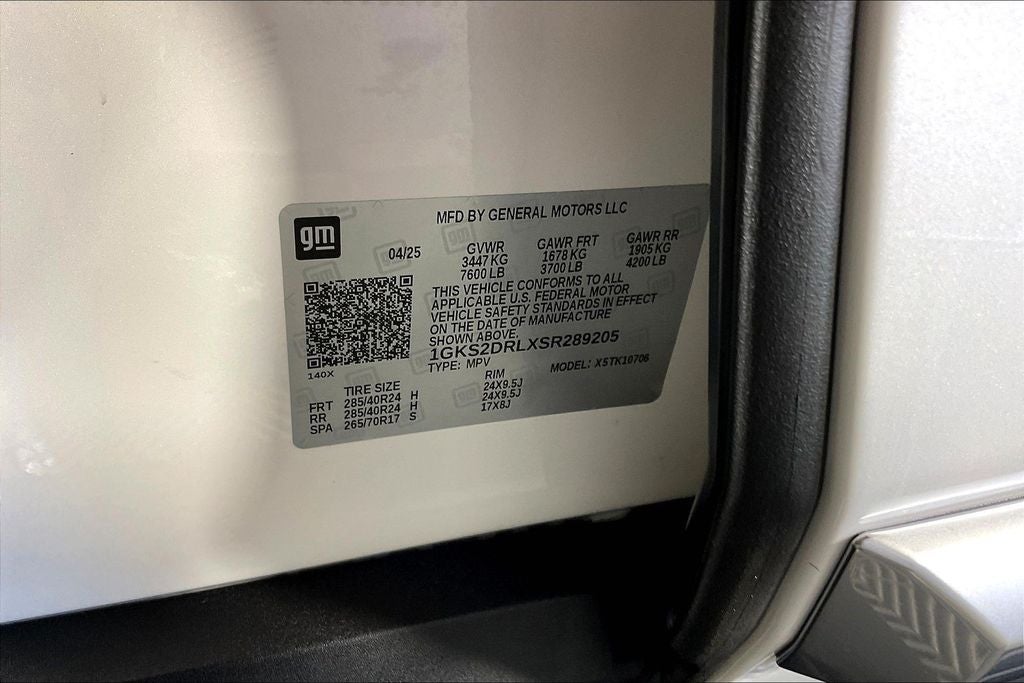 gm
MFD BY GENERAL MOTORS LLC
04/25
GVWR GAWR FRT GAWR RR
3447 KG 1678 KG 1905 KG
7600 LB 3700 LB 4200 LB
THIS VEHICLE CONFORMS TO ALL
APPLICABLE U.S. FEDERAL MOTOR
VEHICLE SAFETY STANDARDS IN EFFECT
ON THE DATE OF MANUFACTURE
SHOWN ABOVE.
1GKS2DRLXSR289205
TYPE: MPV MODEL: X5TK10706
140X
TIRE SIZE RIM
FRT 285/40R24 H 24X9.5J
RR 285/40R24 H 24X9.5J
SPA 265/70R17 S 17X8J